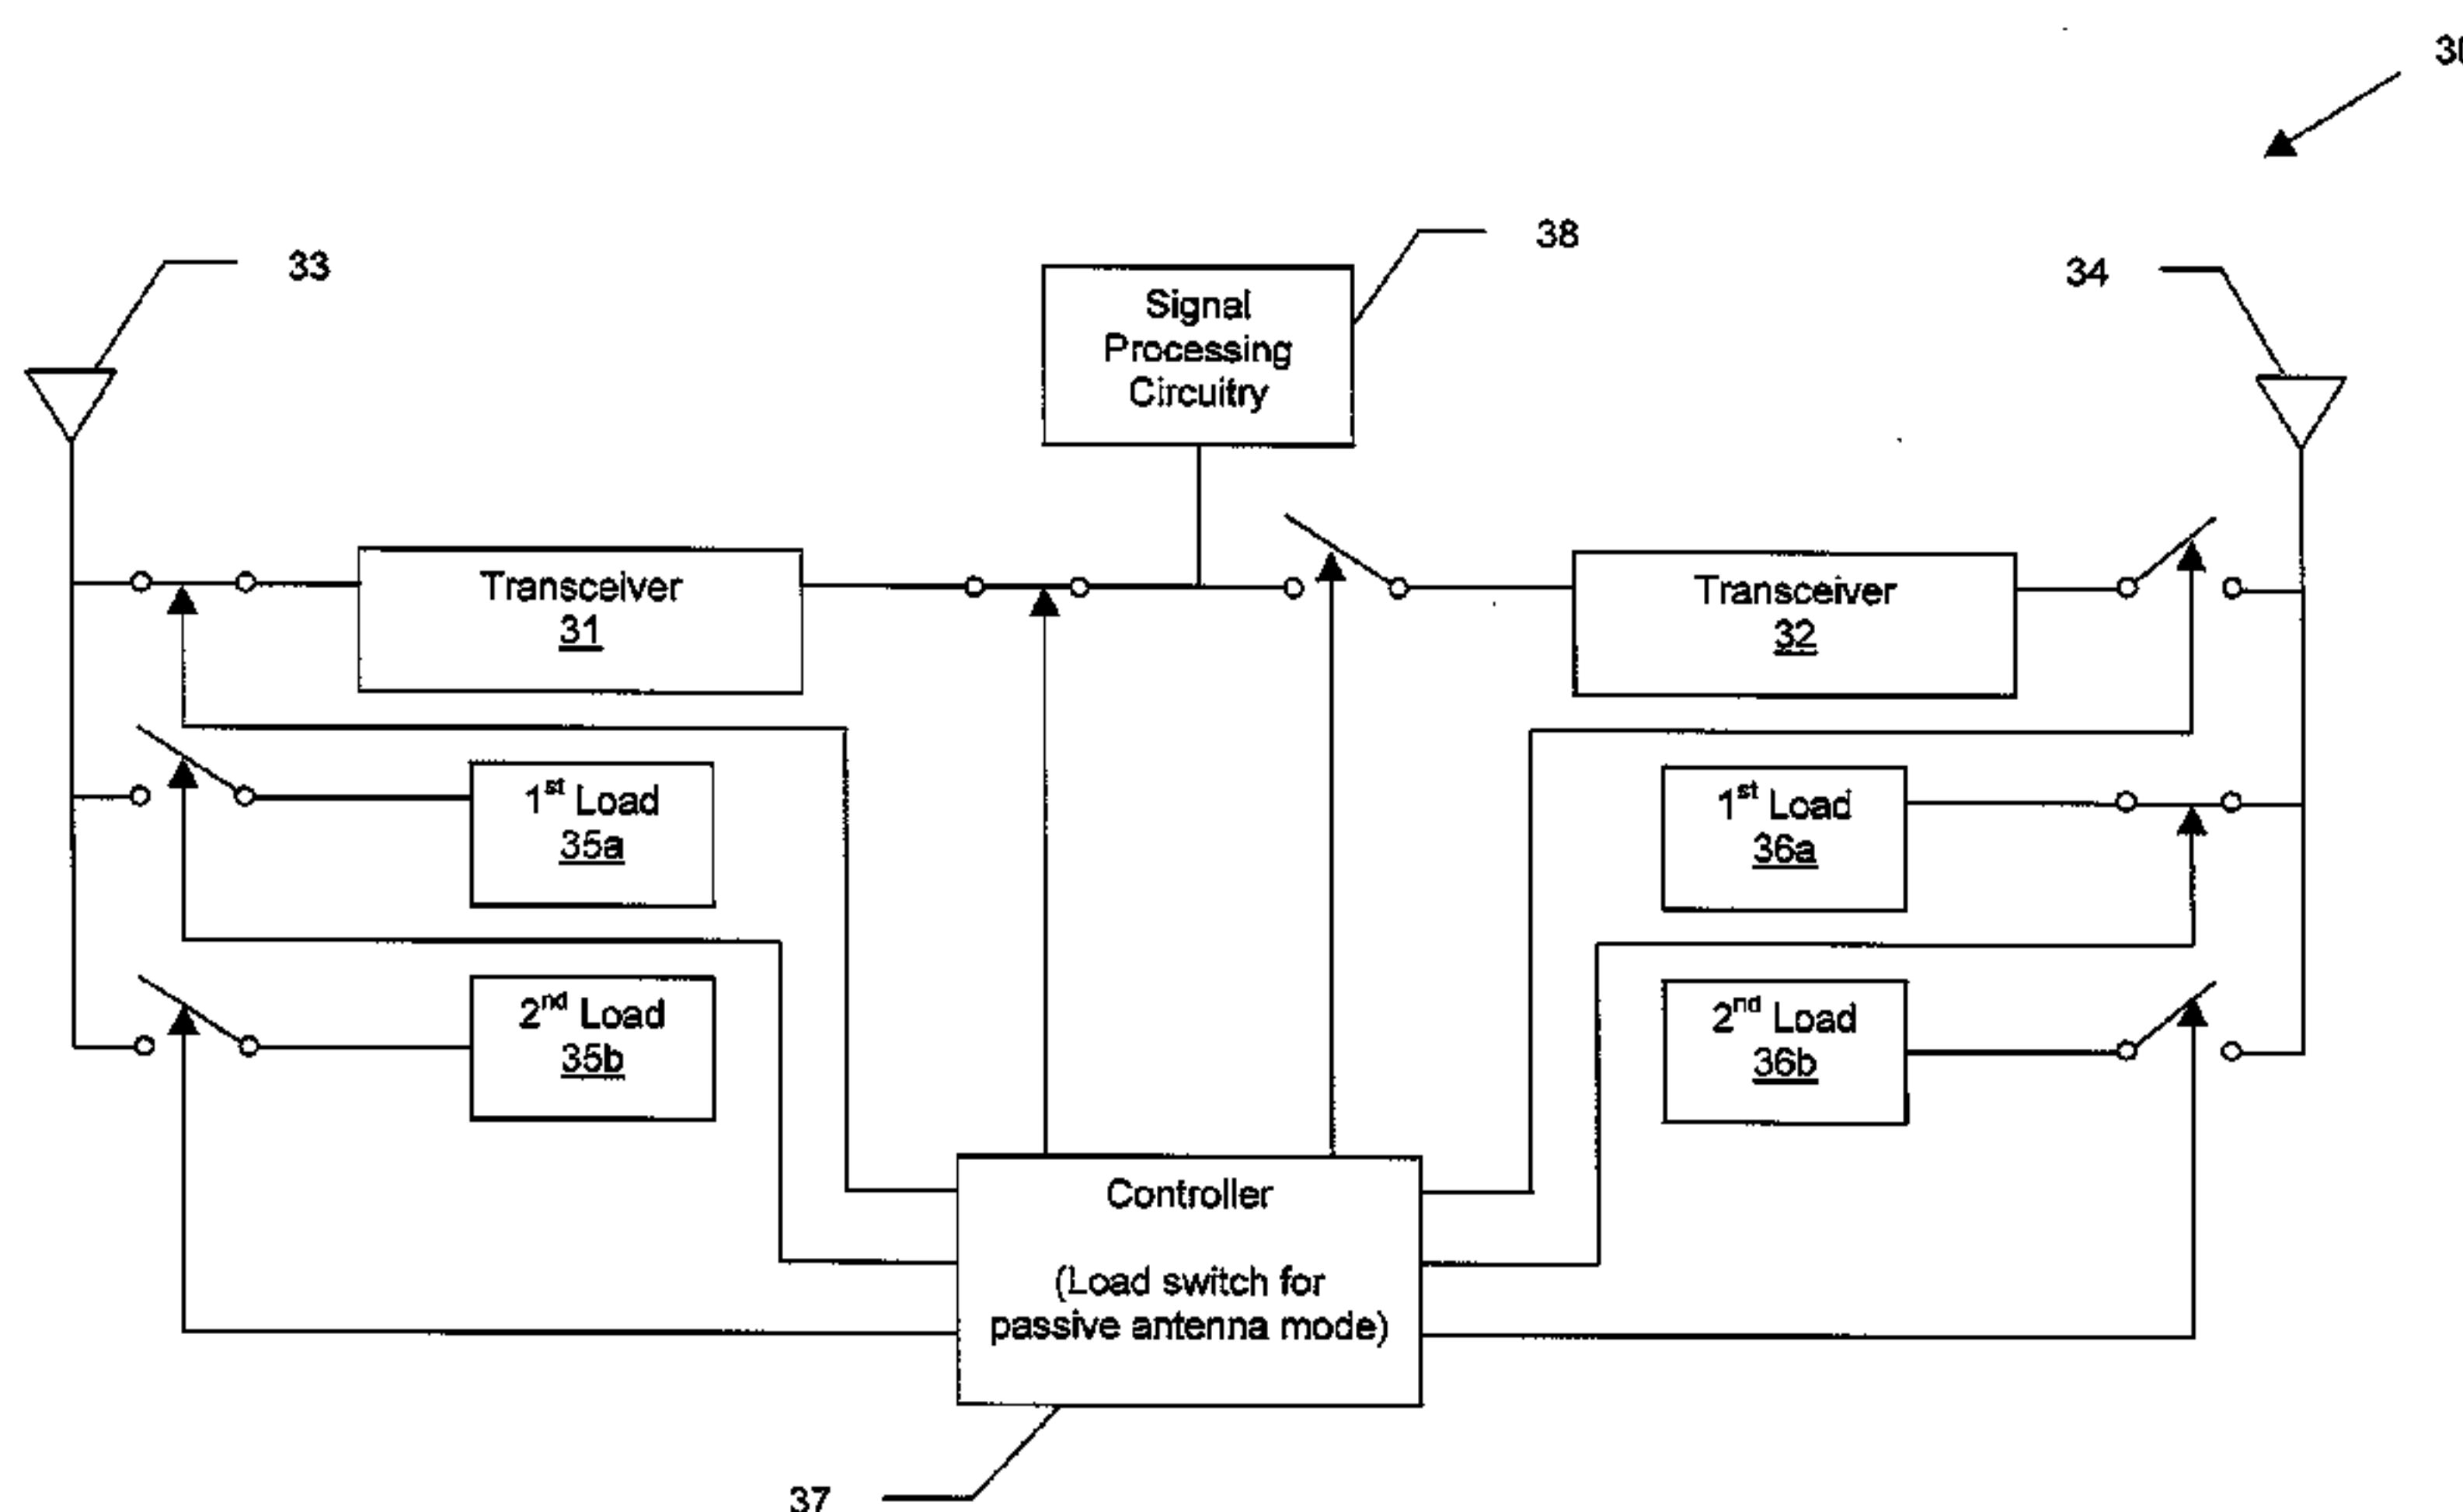 33
38
34
Signal
Processing
Circuitry
Transceiver
31
Transceiver
32
1st Load
35a
1st Load
36a
2nd Load
35b
2nd Load
36b
Controller
(Load switch for
passive antenna mode)
37